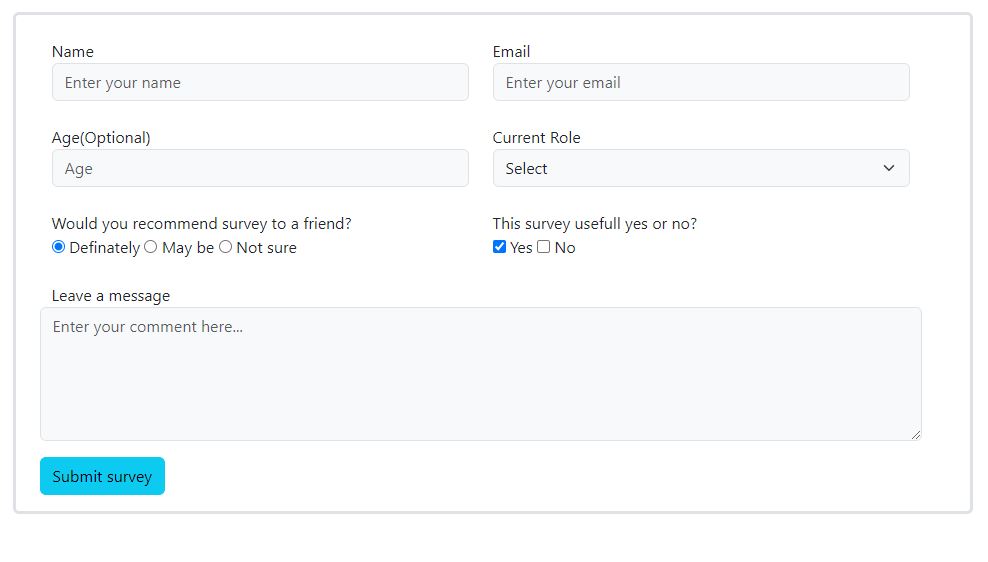 Name Email
Enter your name Enter your email
Age(Optional) Current Role
Age Select
Would you recommend survey to a friend? This survey usefull yes or no?
Definately May be Not sure Yes No
Leave a message
Enter your comment here...
Submit survey